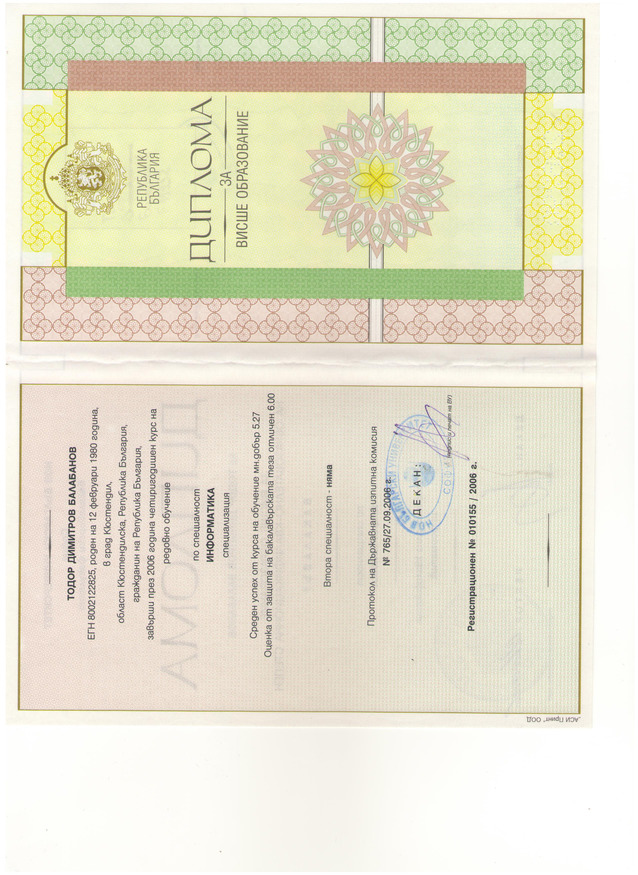 РЕПУБЛИКА
БЪЛГАРИЯ
ДИПЛОМА
ЗА
ВИСШЕ ОБРАЗОВАНИЕ
ТОДОР ДИМИТРОВ БАЛАБАНОВ
ЕГН 8002122825, роден на 12 февруари 1980 година,
в град Кюстендил,
област Кюстендилска, Република България,
гражданин на Република България,
завърши през 2006 година четиригодишен курс на
редовно обучение
по специалност
ИНФОРМАТИКА
специализация
Среден успех от курса на обучение мн.добър 5.27
Оценка от защита на бакалавърската теза отличен 6.00
Втора специалност - няма
Протокол на Държавната изпитна комисия
№ 765/27.09.2006 г.
ДЕКАН:
Регистрационен № 010155 / 2006 г.
"АСИ Принт" ООД